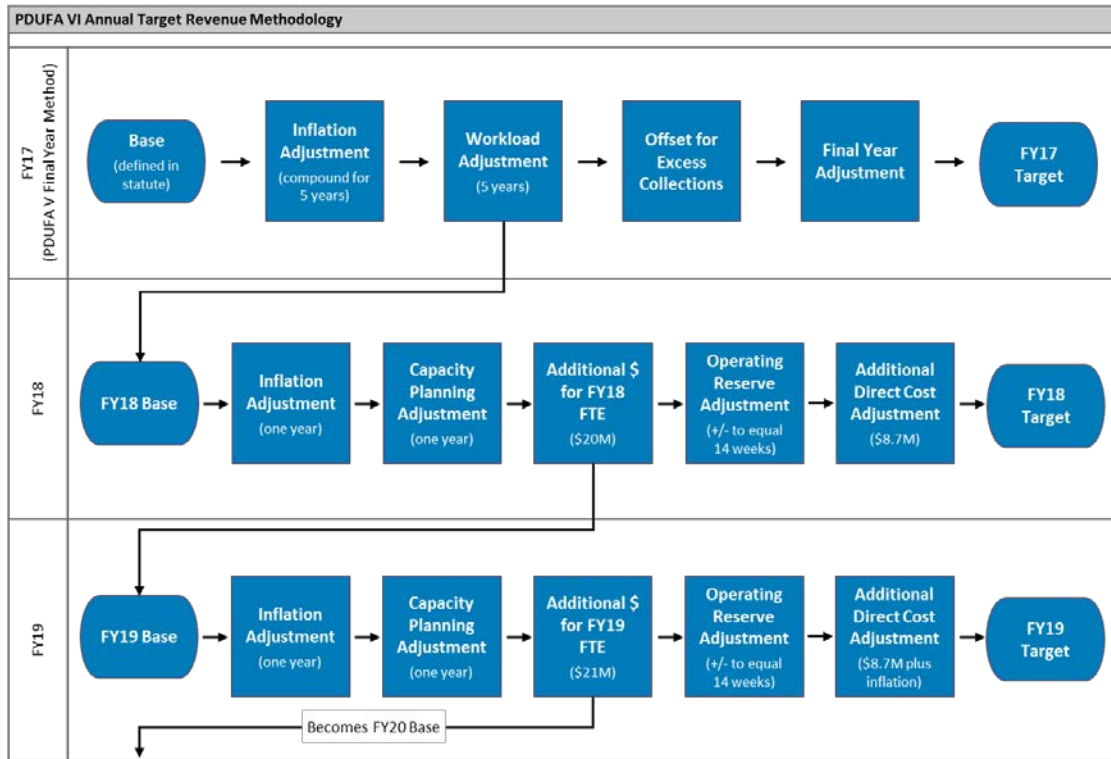 PDUFA VI Annual Target Revenue Methodology
FY17
(PDUFA V Final Year Method)
Base
(defined in
statute)
Inflation
Adjustment
(compound for
5 years)
Workload
Adjustment
(5 years)
Offset for
Excess
Collections
Final Year
Adjustment
FY17
Target
FY18
FY18 Base
Inflation
Adjustment
(one year)
Capacity
Planning
Adjustment
(one year)
Additional $
for FY18
FTE
($20M)
Operating
Reserve
Adjustment
(+/- to equal
14 weeks)
Additional
Direct Cost
Adjustment
($8.7M)
FY18
Target
FY19
FY19 Base
Inflation
Adjustment
(one year)
Capacity
Planning
Adjustment
(one year)
Additional $
for FY19
FTE
($21M)
Operating
Reserve
Adjustment
(+/- to equal
14 weeks)
Additional
Direct Cost
Adjustment
($8.7M plus
inflation)
FY19
Target
Becomes FY20 Base